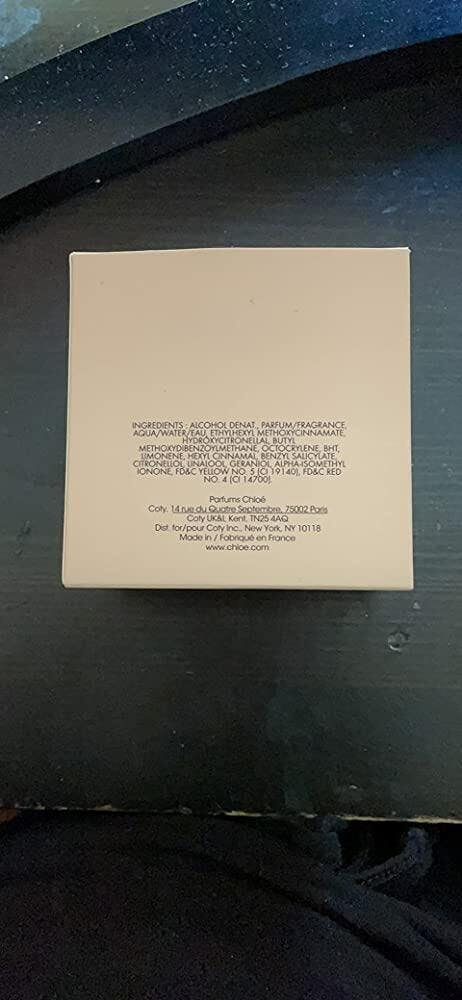 INGREDIENTS : ALCOHOL DENAT., PARFUM/FRAGRANCE,
AQUA/WATER/EAU, ETHYLHEXYL METHOXYCINNAMATE,
HYDROXYCITRONELLAL, BUTYL
METHOXYDIBENZOYLMETHANE, OCTOCRYLENE, BHT,
LIMONENE, HEXYL CINNAMAL, BENZYL SALICYLATE,
CITRONELLOL, LINALOOL, GERANIOL, ALPHA-ISOMETHYL
IONONE, FD&C YELLOW NO. 5 (CI 19140), FD&C RED
NO. 4 (CI 14700).
Parfums Chloé
Coty. 14 rue du Quatre Septembre, 75002 Paris
Coty UK&I, Kent, TN25 4AQ
Dist. for/pour Coty Inc., New York, NY 10118
Made in / Fabriqué en France
www.chloe.com